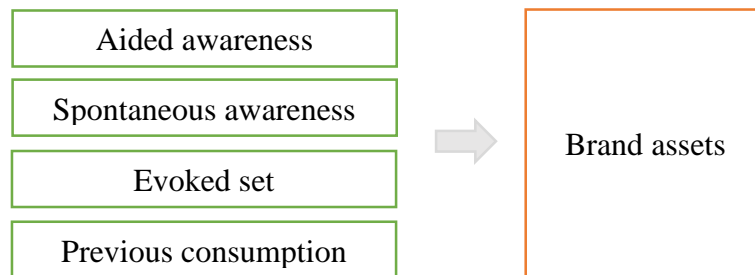 Aided awareness
Spontaneous awareness
Brand assets
Evoked set
Previous consumption